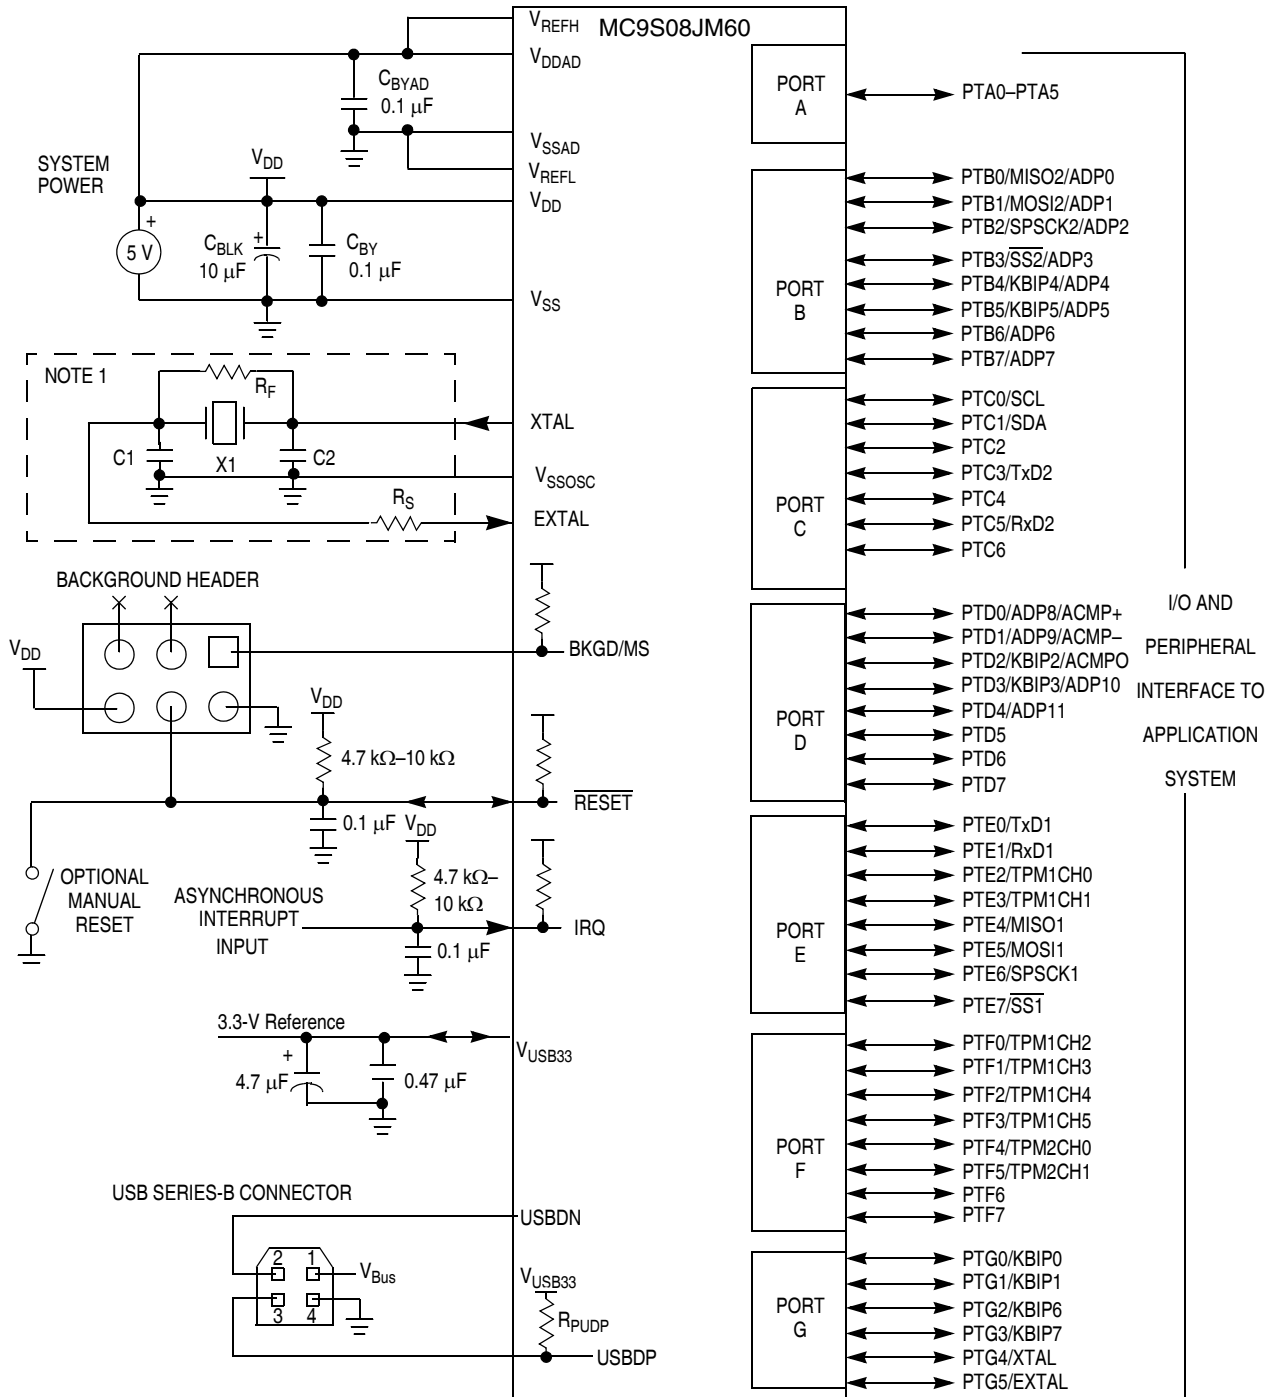 MC9S08JM60
VREFH
VDDAD
CBYAD
0.1 µF
VSSAD
VREFL
SYSTEM
POWER
VDD
VDD
+
5 V
CBLK
+
10 µF
CBY
0.1 µF
VSS
NOTE 1
RF
XTAL
C1
X1
C2
VSSOSC
RS
EXTAL
BACKGROUND HEADER
VDD
BKGD/MS
VDD
4.7 kΩ–10 kΩ
RESET
0.1 µF
VDD
OPTIONAL
MANUAL
RESET
4.7 kΩ–
10 kΩ
ASYNCHRONOUS
INTERRUPT
INPUT
IRQ
0.1 µF
3.3-V Reference
VUSB33
+
4.7 µF
0.47 µF
USB SERIES-B CONNECTOR
USBDN
2 1
VBus
3 4
VUSB33
RPUDP
USBDP
PORT
A
PTA0–PTA5
PORT
B
PTB0/MISO2/ADP0
PTB1/MOSI2/ADP1
PTB2/SPSCK2/ADP2
PTB3/SS2/ADP3
PTB4/KBIP4/ADP4
PTB5/KBIP5/ADP5
PTB6/ADP6
PTB7/ADP7
PORT
C
PTC0/SCL
PTC1/SDA
PTC2
PTC3/TxD2
PTC4
PTC5/RxD2
PTC6
PORT
D
PTD0/ADP8/ACMP+
PTD1/ADP9/ACMP–
PTD2/KBIP2/ACMPO
PTD3/KBIP3/ADP10
PTD4/ADP11
PTD5
PTD6
PTD7
PORT
E
PTE0/TxD1
PTE1/RxD1
PTE2/TPM1CH0
PTE3/TPM1CH1
PTE4/MISO1
PTE5/MOSI1
PTE6/SPSCK1
PTE7/SS1
PORT
F
PTF0/TPM1CH2
PTF1/TPM1CH3
PTF2/TPM1CH4
PTF3/TPM1CH5
PTF4/TPM2CH0
PTF5/TPM2CH1
PTF6
PTF7
PORT
G
PTG0/KBIP0
PTG1/KBIP1
PTG2/KBIP6
PTG3/KBIP7
PTG4/XTAL
PTG5/EXTAL
I/O AND
PERIPHERAL
INTERFACE TO
APPLICATION
SYSTEM